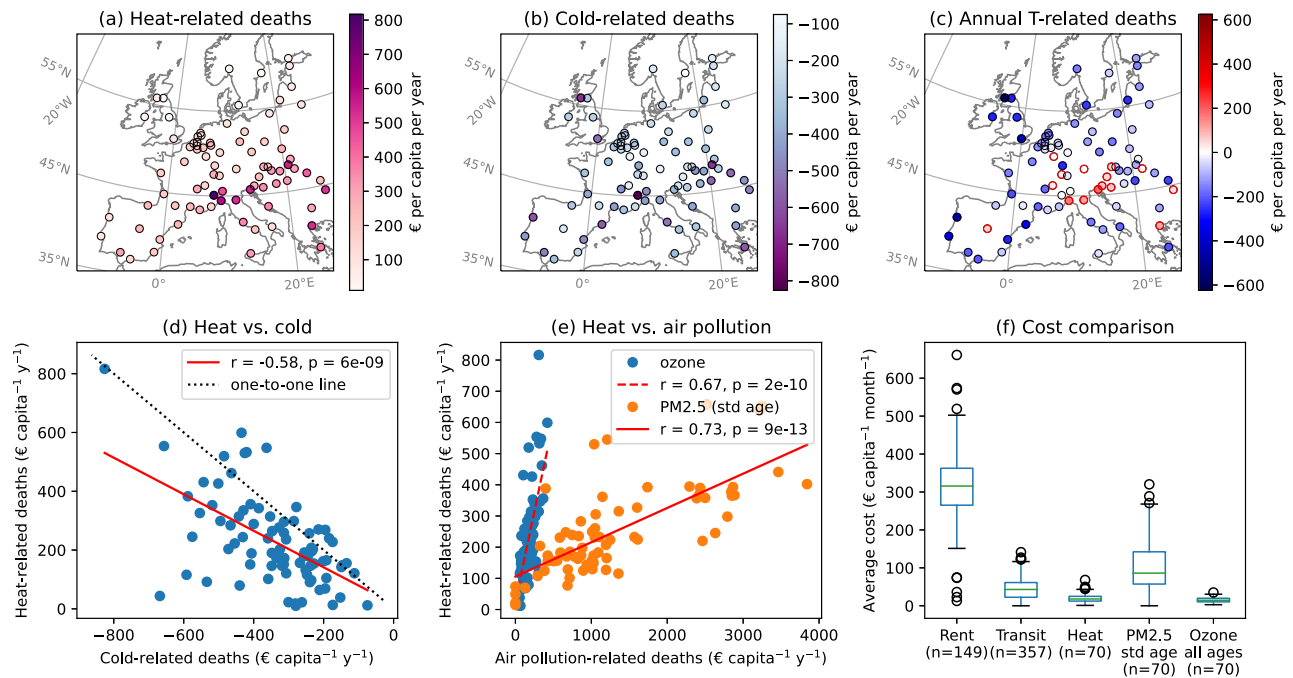 (a) Heat-related deaths
55°N
20°W
45°N
35°N
0°
20°E
800
700
600
500
400
300
200
100
€ per capita per year
(b) Cold-related deaths
55°N
20°W
45°N
35°N
0°
20°E
−100
−200
−300
−400
−500
−600
−700
−800
€ per capita per year
(c) Annual T-related deaths
55°N
20°W
45°N
35°N
0°
20°E
600
400
200
0
−200
−400
−600
€ per capita per year
(d) Heat vs. cold
r = -0.58, p = 6e-09
one-to-one line
800
600
400
200
0
−800
−600
−400
−200
0
Heat-related deaths (€ capita⁻¹ y⁻¹)
Cold-related deaths (€ capita⁻¹ y⁻¹)
(e) Heat vs. air pollution
ozone
r = 0.67, p = 2e-10
PM2.5 (std age)
r = 0.73, p = 9e-13
800
700
600
500
400
300
200
100
0
0
1000
2000
3000
4000
Heat-related deaths (€ capita⁻¹ y⁻¹)
Air pollution-related deaths (€ capita⁻¹ y⁻¹)
(f) Cost comparison
600
500
400
300
200
100
0
Average cost (€ capita⁻¹ month⁻¹)
Rent
(n=149)
Transit
(n=357)
Heat
(n=70)
PM2.5
std age
(n=70)
Ozone
all ages
(n=70)